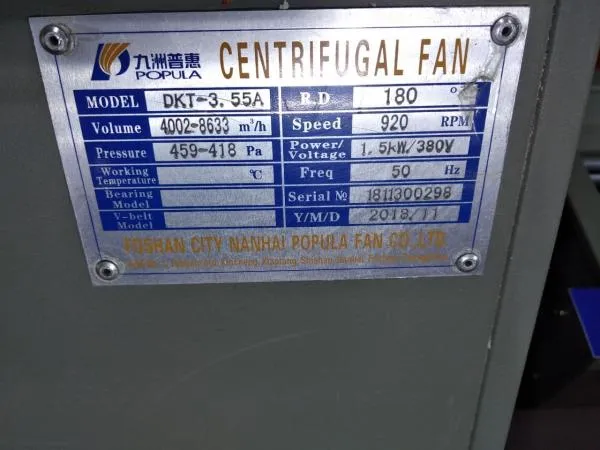 九洲普惠
POPULA
CENTRIFUGAL FAN
MODEL DKT-3.55A R.D 180 °
Volume 4002-8633 m³/h Speed 920 RPM
Pressure 459-418 Pa Power/Voltage 1.5kW/380V
Working Temperature ℃ Freq 50 Hz
Bearing Model Serial № 1811300298
V-belt Model Y/M/D 2018.11
FOSHAN CITY NANHAI POPULA FAN CO.,LTD.